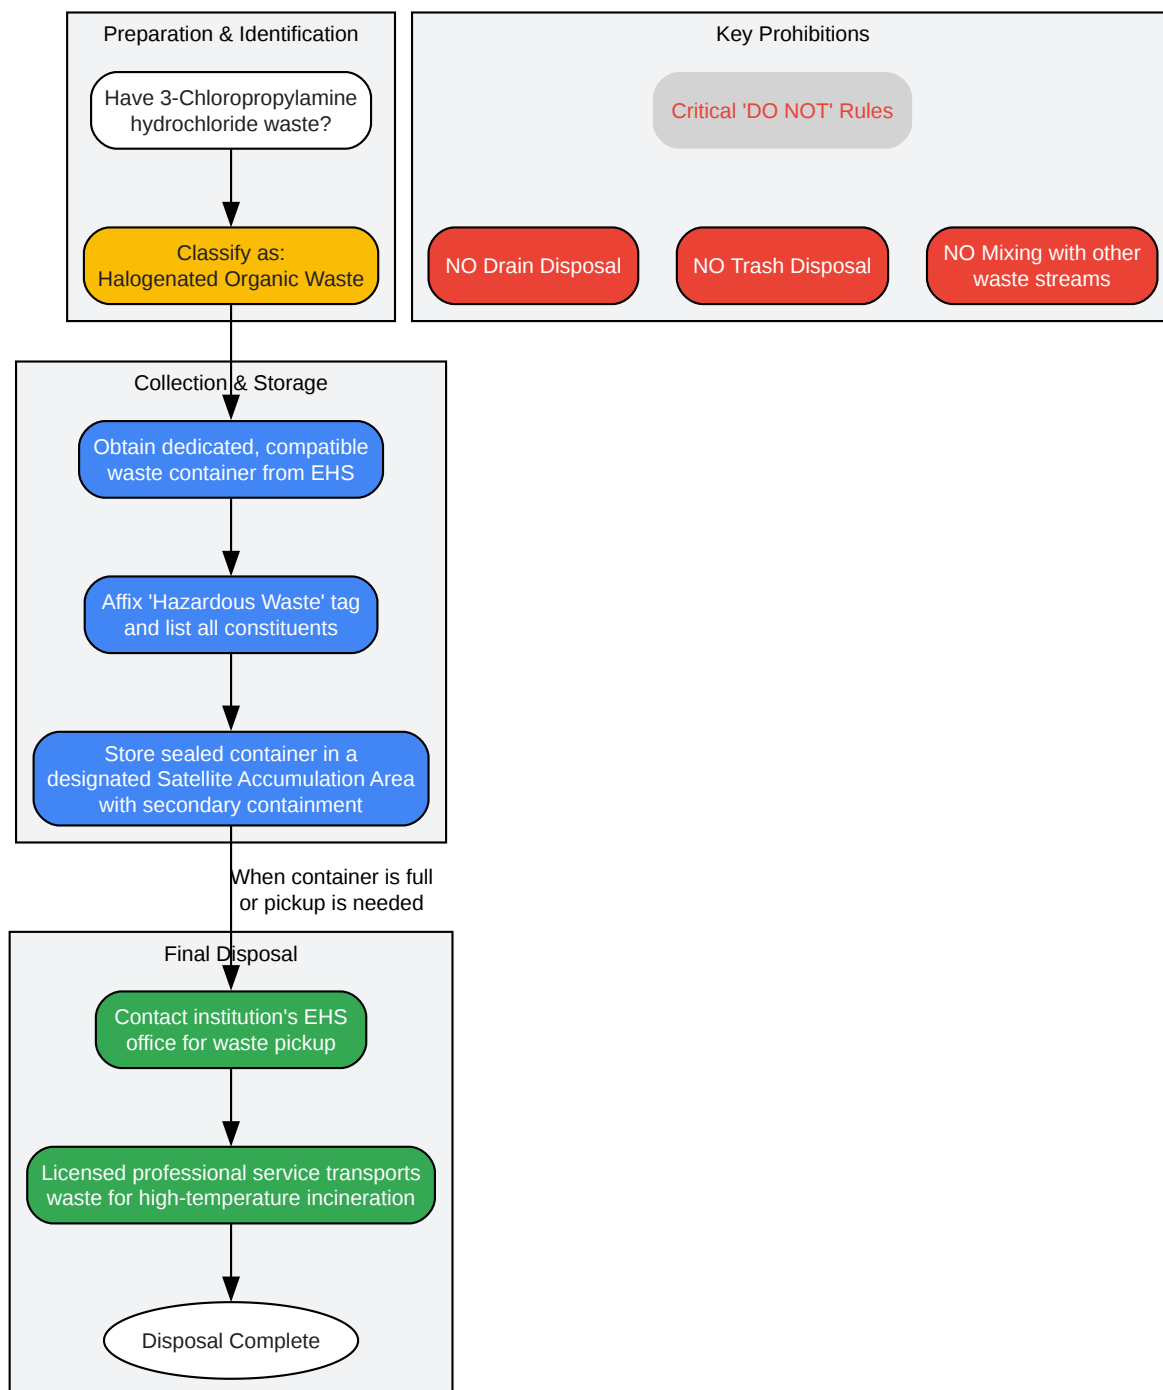 Preparation & Identification
Have 3-Chloropropylamine
hydrochloride waste?
Classify as:
Halogenated Organic Waste
Key Prohibitions
Critical 'DO NOT' Rules
NO Drain Disposal
NO Trash Disposal
NO Mixing with other
waste streams
Collection & Storage
Obtain dedicated, compatible
waste container from EHS
Affix 'Hazardous Waste' tag
and list all constituents
Store sealed container in a
designated Satellite Accumulation Area
with secondary containment
When container is full
or pickup is needed
Final Disposal
Contact institution's EHS
office for waste pickup
Licensed professional service transports
waste for high-temperature incineration
Disposal Complete